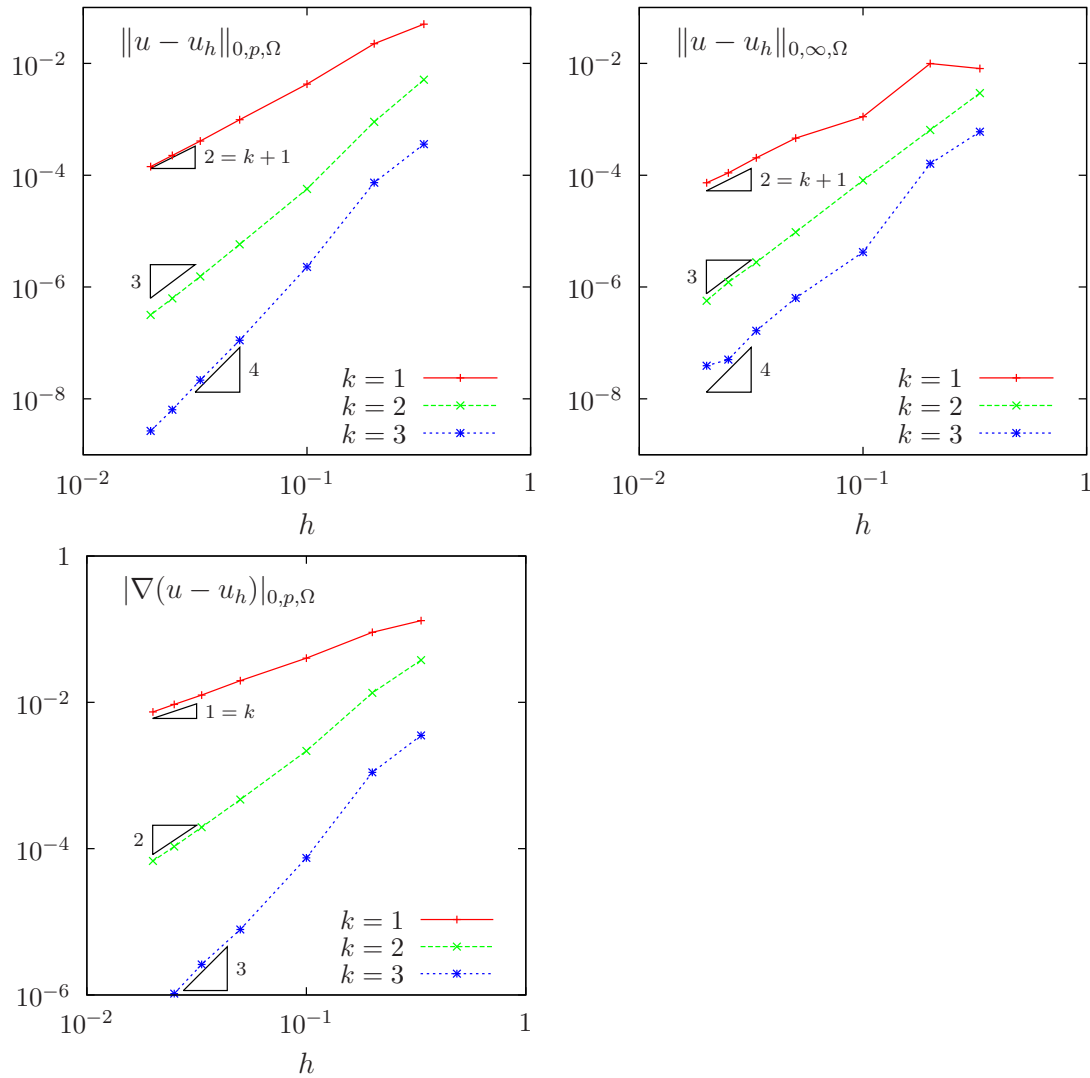 ‖u − u_h‖_{0,p,Ω}
10^{−2}
10^{−4}
10^{−6}
10^{−8}
2 = k + 1
3
4
k = 1
k = 2
k = 3
10^{−2} 10^{−1} 1
h
‖u − u_h‖_{0,∞,Ω}
10^{−2}
10^{−4}
10^{−6}
10^{−8}
2 = k + 1
3
4
k = 1
k = 2
k = 3
10^{−2} 10^{−1} 1
h
|∇(u − u_h)|_{0,p,Ω}
1
10^{−2}
10^{−4}
10^{−6}
1 = k
2
3
k = 1
k = 2
k = 3
10^{−2} 10^{−1} 1
h